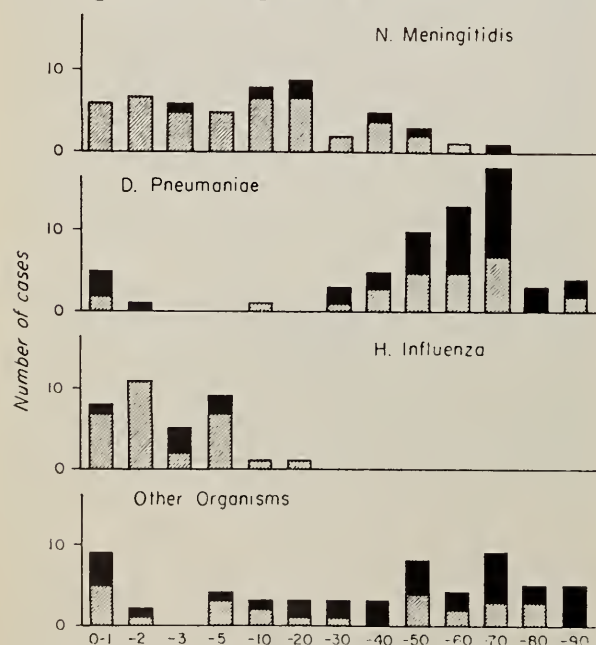 N. Meningitidis
10
0
D. Pneumaniae
10
0
Number of cases
H. Influenza
10
0
Other Organisms
10
0
0-1 -2 -3 -5 -10 -20 -30 -40 -50 -60 -70 -80 -90